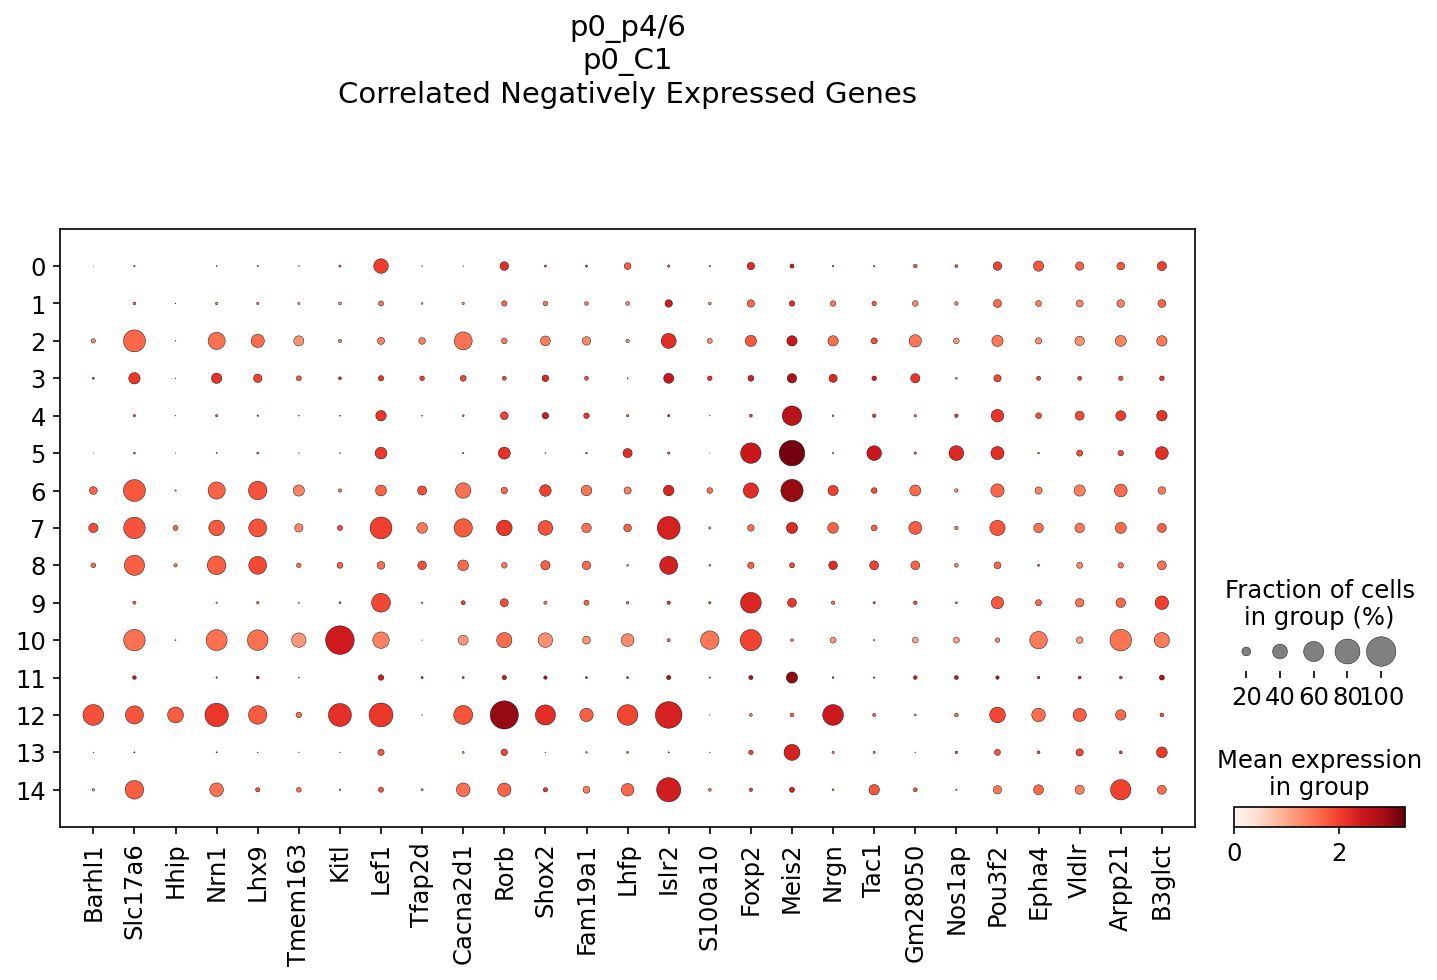 p0_p4/6
p0_C1
Correlated Negatively Expressed Genes
0
1
2
3
4
5
6
7
8
9
10
11
12
13
14
Barhl1
Slc17a6
Hhip
Nrn1
Lhx9
Tmem163
Kitl
Lef1
Tfap2d
Cacna2d1
Rorb
Shox2
Fam19a1
Lhfp
Islr2
S100a10
Foxp2
Meis2
Nrgn
Tac1
Gm28050
Nos1ap
Pou3f2
Epha4
Vldlr
Arpp21
B3glct
Fraction of cells
in group (%)
20 40 60 80 100
Mean expression
in group
0 2